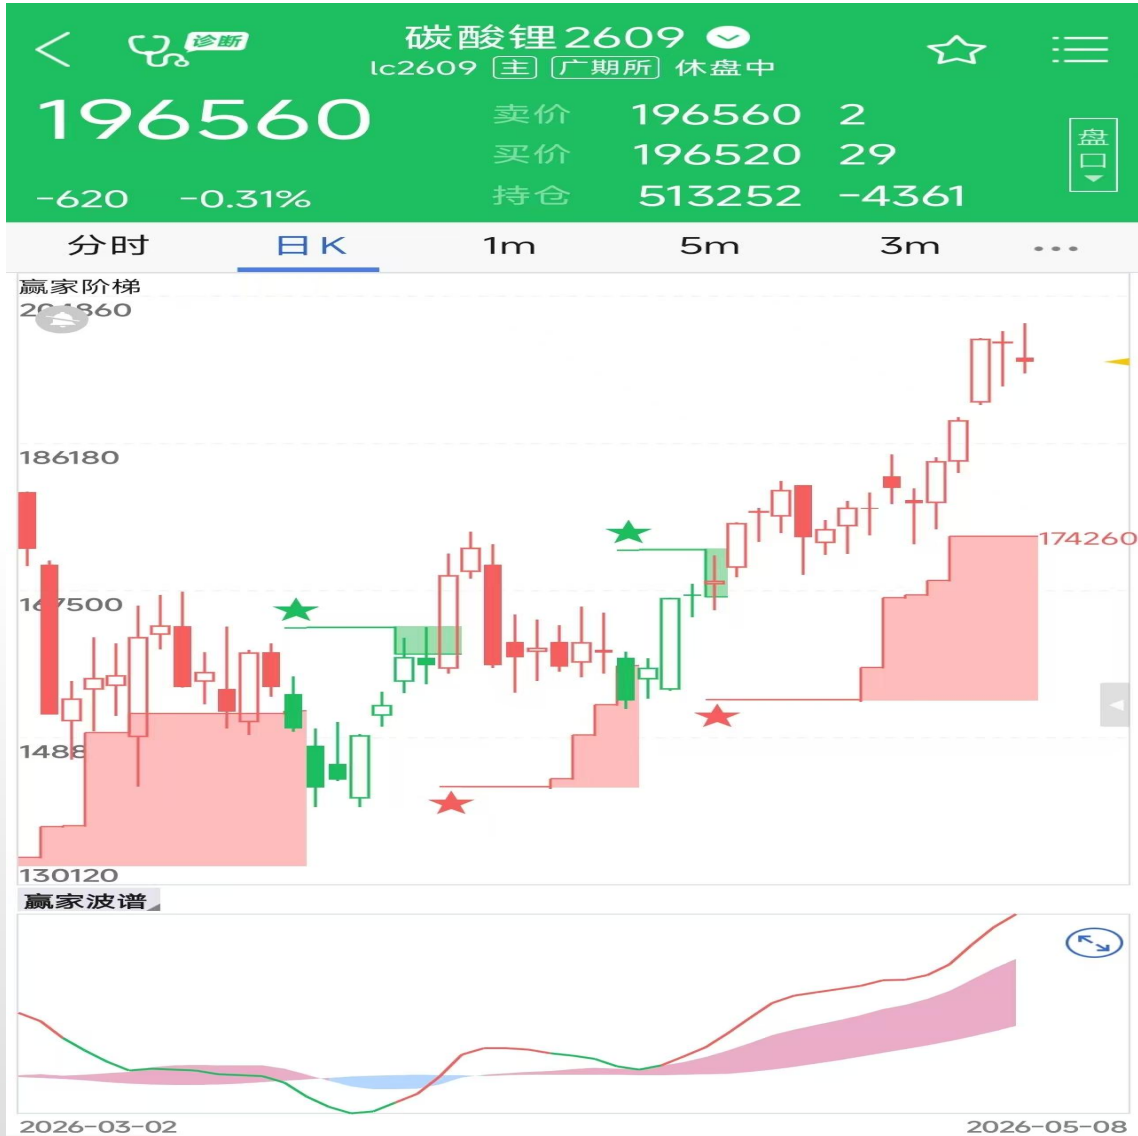 碳酸锂2609
诊断
lc2609 主 广期所 休盘中
196560
卖价 196560 2
买价 196520 29
持仓 513252 -4361
-620 -0.31%
盘口
分时 日K 1m 5m 3m
赢家阶梯
186180
174260
130120
赢家波谱
2026-03-02 2026-05-08